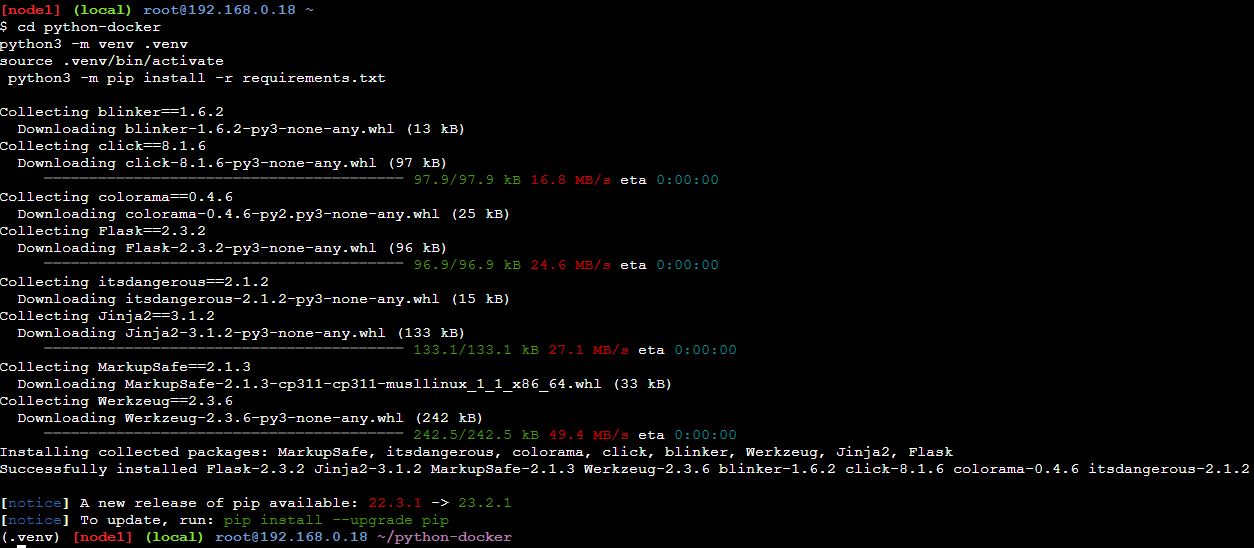 [node1] (local) root@192.168.0.18 ~
$ cd python-docker
python3 -m venv .venv
source .venv/bin/activate
 python3 -m pip install -r requirements.txt
Collecting blinker==1.6.2
  Downloading blinker-1.6.2-py3-none-any.whl (13 kB)
Collecting click==8.1.6
  Downloading click-8.1.6-py3-none-any.whl (97 kB)
     ━━━━━━━━━━━━━━━━━━━━━━━━━━━━━━━━━━━━━━━━ 97.9/97.9 kB 16.8 MB/s eta 0:00:00
Collecting colorama==0.4.6
  Downloading colorama-0.4.6-py2.py3-none-any.whl (25 kB)
Collecting Flask==2.3.2
  Downloading Flask-2.3.2-py3-none-any.whl (96 kB)
     ━━━━━━━━━━━━━━━━━━━━━━━━━━━━━━━━━━━━━━━━ 96.9/96.9 kB 24.6 MB/s eta 0:00:00
Collecting itsdangerous==2.1.2
  Downloading itsdangerous-2.1.2-py3-none-any.whl (15 kB)
Collecting Jinja2==3.1.2
  Downloading Jinja2-3.1.2-py3-none-any.whl (133 kB)
     ━━━━━━━━━━━━━━━━━━━━━━━━━━━━━━━━━━━━━━━━ 133.1/133.1 kB 27.1 MB/s eta 0:00:00
Collecting MarkupSafe==2.1.3
  Downloading MarkupSafe-2.1.3-cp311-cp311-musllinux_1_1_x86_64.whl (33 kB)
Collecting Werkzeug==2.3.6
  Downloading Werkzeug-2.3.6-py3-none-any.whl (242 kB)
     ━━━━━━━━━━━━━━━━━━━━━━━━━━━━━━━━━━━━━━━━ 242.5/242.5 kB 49.4 MB/s eta 0:00:00
Installing collected packages: MarkupSafe, itsdangerous, colorama, click, blinker, Werkzeug, Jinja2, Flask
Successfully installed Flask-2.3.2 Jinja2-3.1.2 MarkupSafe-2.1.3 Werkzeug-2.3.6 blinker-1.6.2 click-8.1.6 colorama-0.4.6 itsdangerous-2.1.2
[notice] A new release of pip available: 22.3.1 -> 23.2.1
[notice] To update, run: pip install --upgrade pip
(.venv) [node1] (local) root@192.168.0.18 ~/python-docker